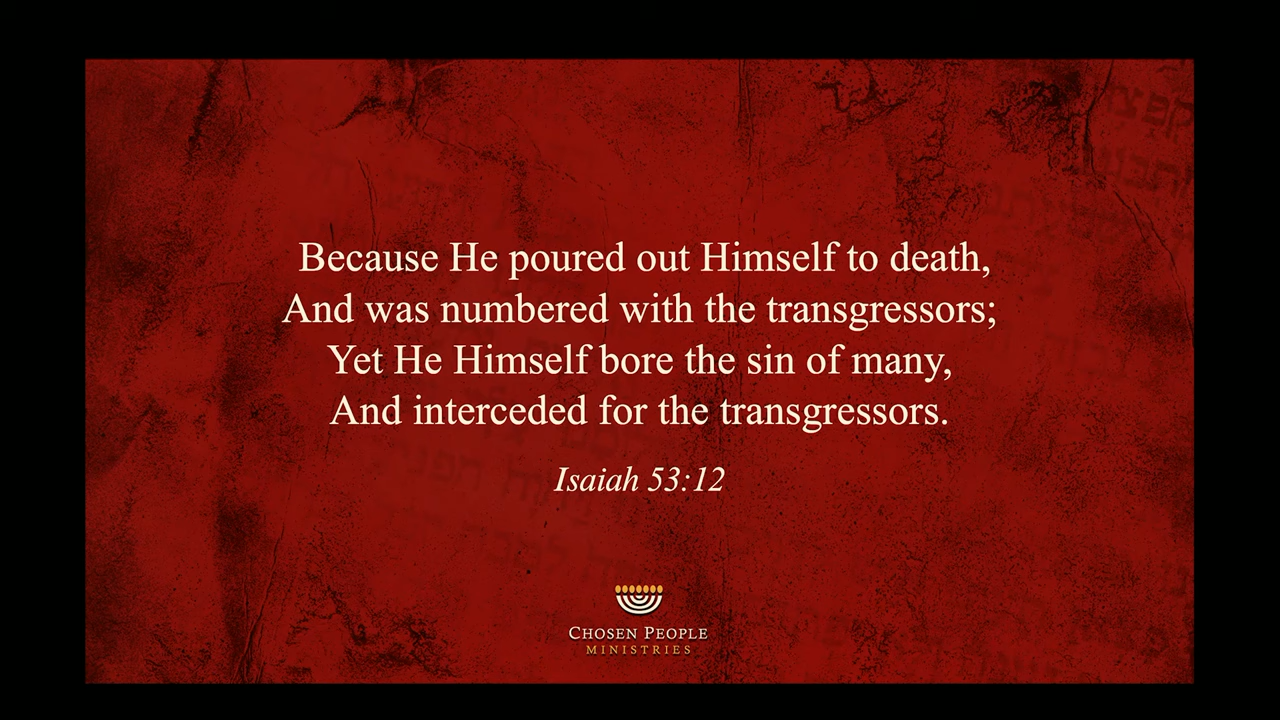 Because He poured out Himself to death,
And was numbered with the transgressors;
Yet He Himself bore the sin of many,
And interceded for the transgressors.
Isaiah 53:12
CHOSEN PEOPLE
MINISTRIES